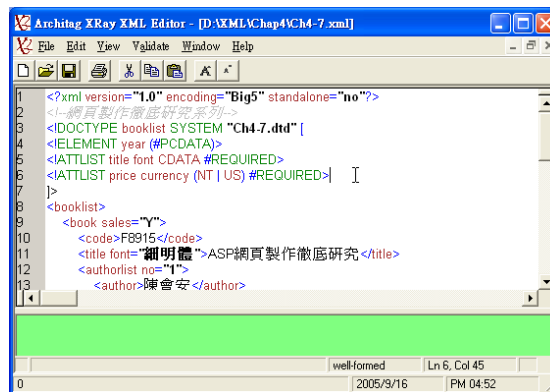 Architag XRay XML Editor - [D:\XML\Chap4\Ch4-7.xml]
File Edit View Validate Window Help
1 <?xml version="1.0" encoding="Big5" standalone="no"?>
2 <!--網頁製作徹底研究系列-->
3 <!DOCTYPE booklist SYSTEM "Ch4-7.dtd" [
4 <!ELEMENT year (#PCDATA)>
5 <!ATTLIST title font CDATA #REQUIRED>
6 <!ATTLIST price currency (NT | US) #REQUIRED>
7 ]>
8 <booklist>
9 <book sales="Y">
10 <code>F8915</code>
11 <title font="細明體">ASP網頁製作徹底研究</title>
12 <authorlist no="1">
13 <author>陳會安</author>
well-formed Ln 6, Col 45
0 2005/9/16 PM 04:52